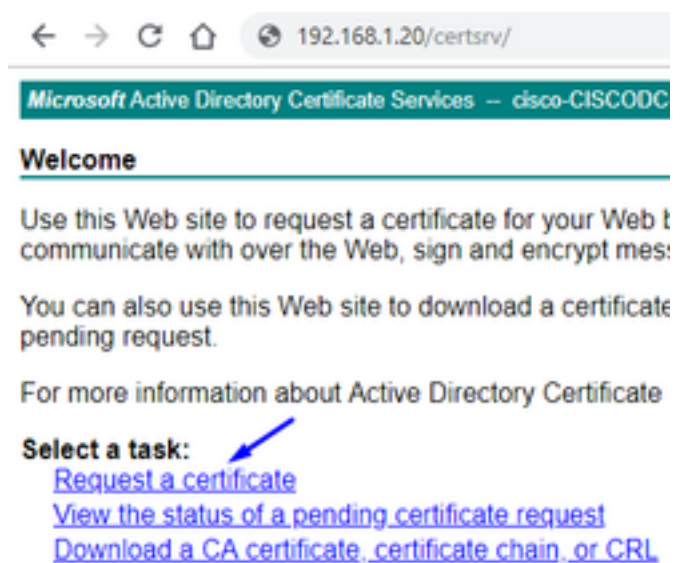 192.168.1.20/certsrv/
Microsoft Active Directory Certificate Services -- cisco-CISCODC
Welcome
Use this Web site to request a certificate for your Web
communicate with over the Web, sign and encrypt
You can also use this Web site to download a certificate
pending request.
For more information about Active Directory Certificate
Select a task:
Request a certificate
View the status of a pending certificate request
Download a CA certificate, certificate chain, or CRL